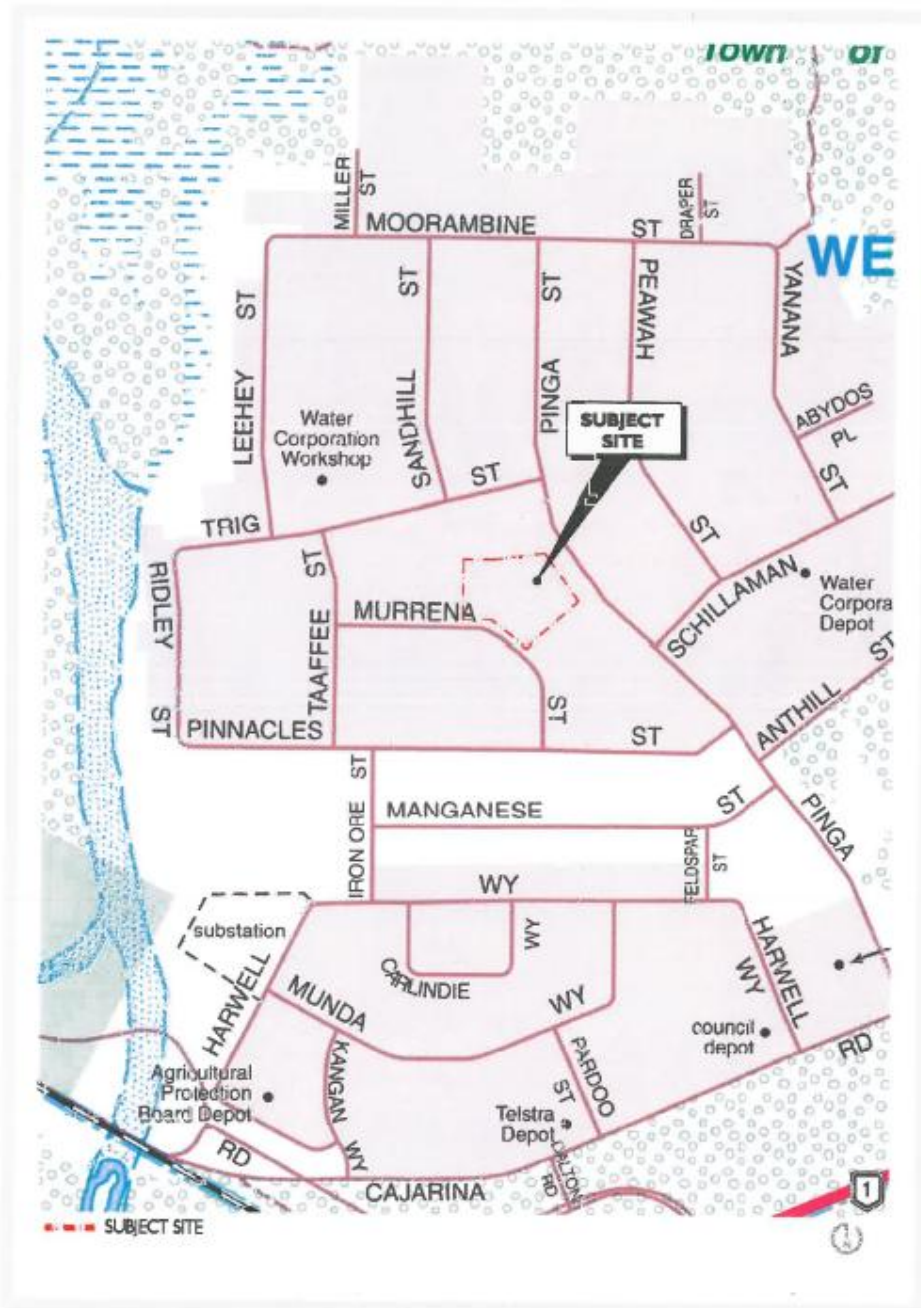 Town of
MILLER
ST
DRAPER
ST
MOORAMBINE ST
WE
LEEHEY ST
SANDHILL ST
PINGA ST
PEAWAH ST
YANANA ST
ABYDOS
PL
SUBJECT
SITE
Water
Corporation
Workshop
TRIG ST
RIDLEY ST
TAAFFEE ST
MURRENA ST
SCHILLAMAN
Water
Corpora
Depot
ST
ANTHILL
PINNACLES ST
IRON ORE ST
MANGANESE ST
PINGA
FELDSPAR
ST
WY
substation
HARWELL
CARLINDIE WY
MUNDA WY
HARWELL
WY
council
depot
RD
KANGAN WY
PARDOO
ST
Agricultural
Protection
Board Depot
Telstra
Depot
DALTON
RD
RD
CAJARINA
1
SUBJECT SITE
N